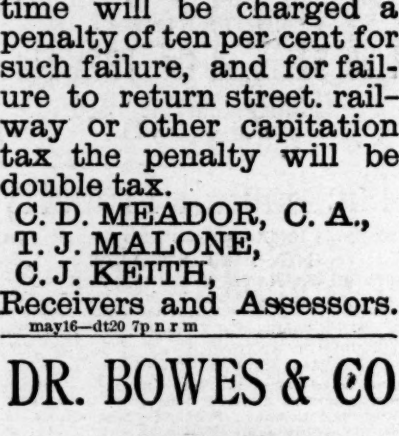 time will be charged a
penalty of ten per cent for
such failure, and for fail-
ure to return street. rail-
way or other capitation
tax the penalty will be
double tax.
C. D. MEADOR, C. A.,
T. J. MALONE,
C. J. KEITH,
Receivers and Assessors.
may16—dt20 7p n r m
DR. BOWES & CO